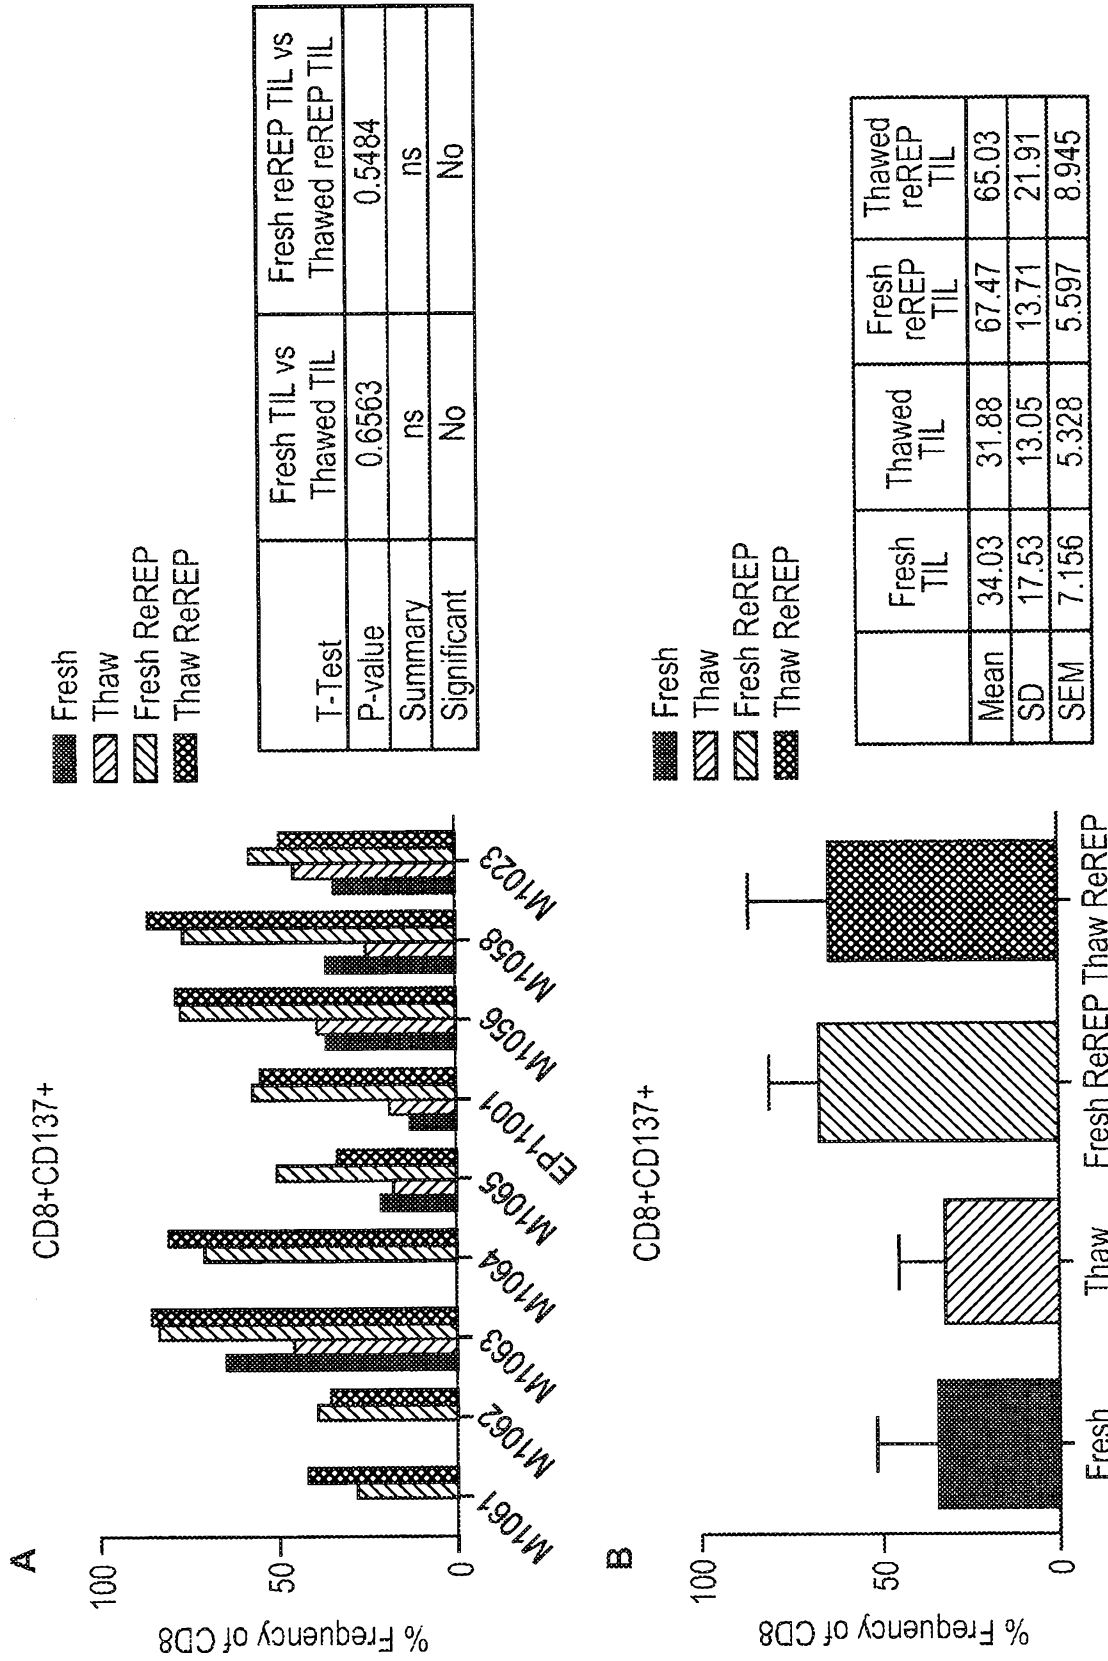 A
CD8+CD137+
% Frequency of CD8
100
50
0
M1061
M1062
M1063
M1064
M1065
EP11001
M1056
M1058
M1023
Fresh
Thaw
Fresh ReREP
Thaw ReREP
T-Test
Fresh TIL vs
Thawed TIL
Fresh reREP TIL vs
Thawed reREP TIL
P-value 0.6563 0.5484
Summary ns ns
Significant No No
B
CD8+CD137+
% Frequency of CD8
100
50
0
Fresh Thaw Fresh ReREP Thaw ReREP
Fresh
Thaw
Fresh ReREP
Thaw ReREP
Fresh
TIL
Thawed
TIL
Fresh
reREP
TIL
Thawed
reREP
TIL
Mean 34.03 31.88 67.47 65.03
SD 17.53 13.05 13.71 21.91
SEM 7.156 5.328 5.597 8.945